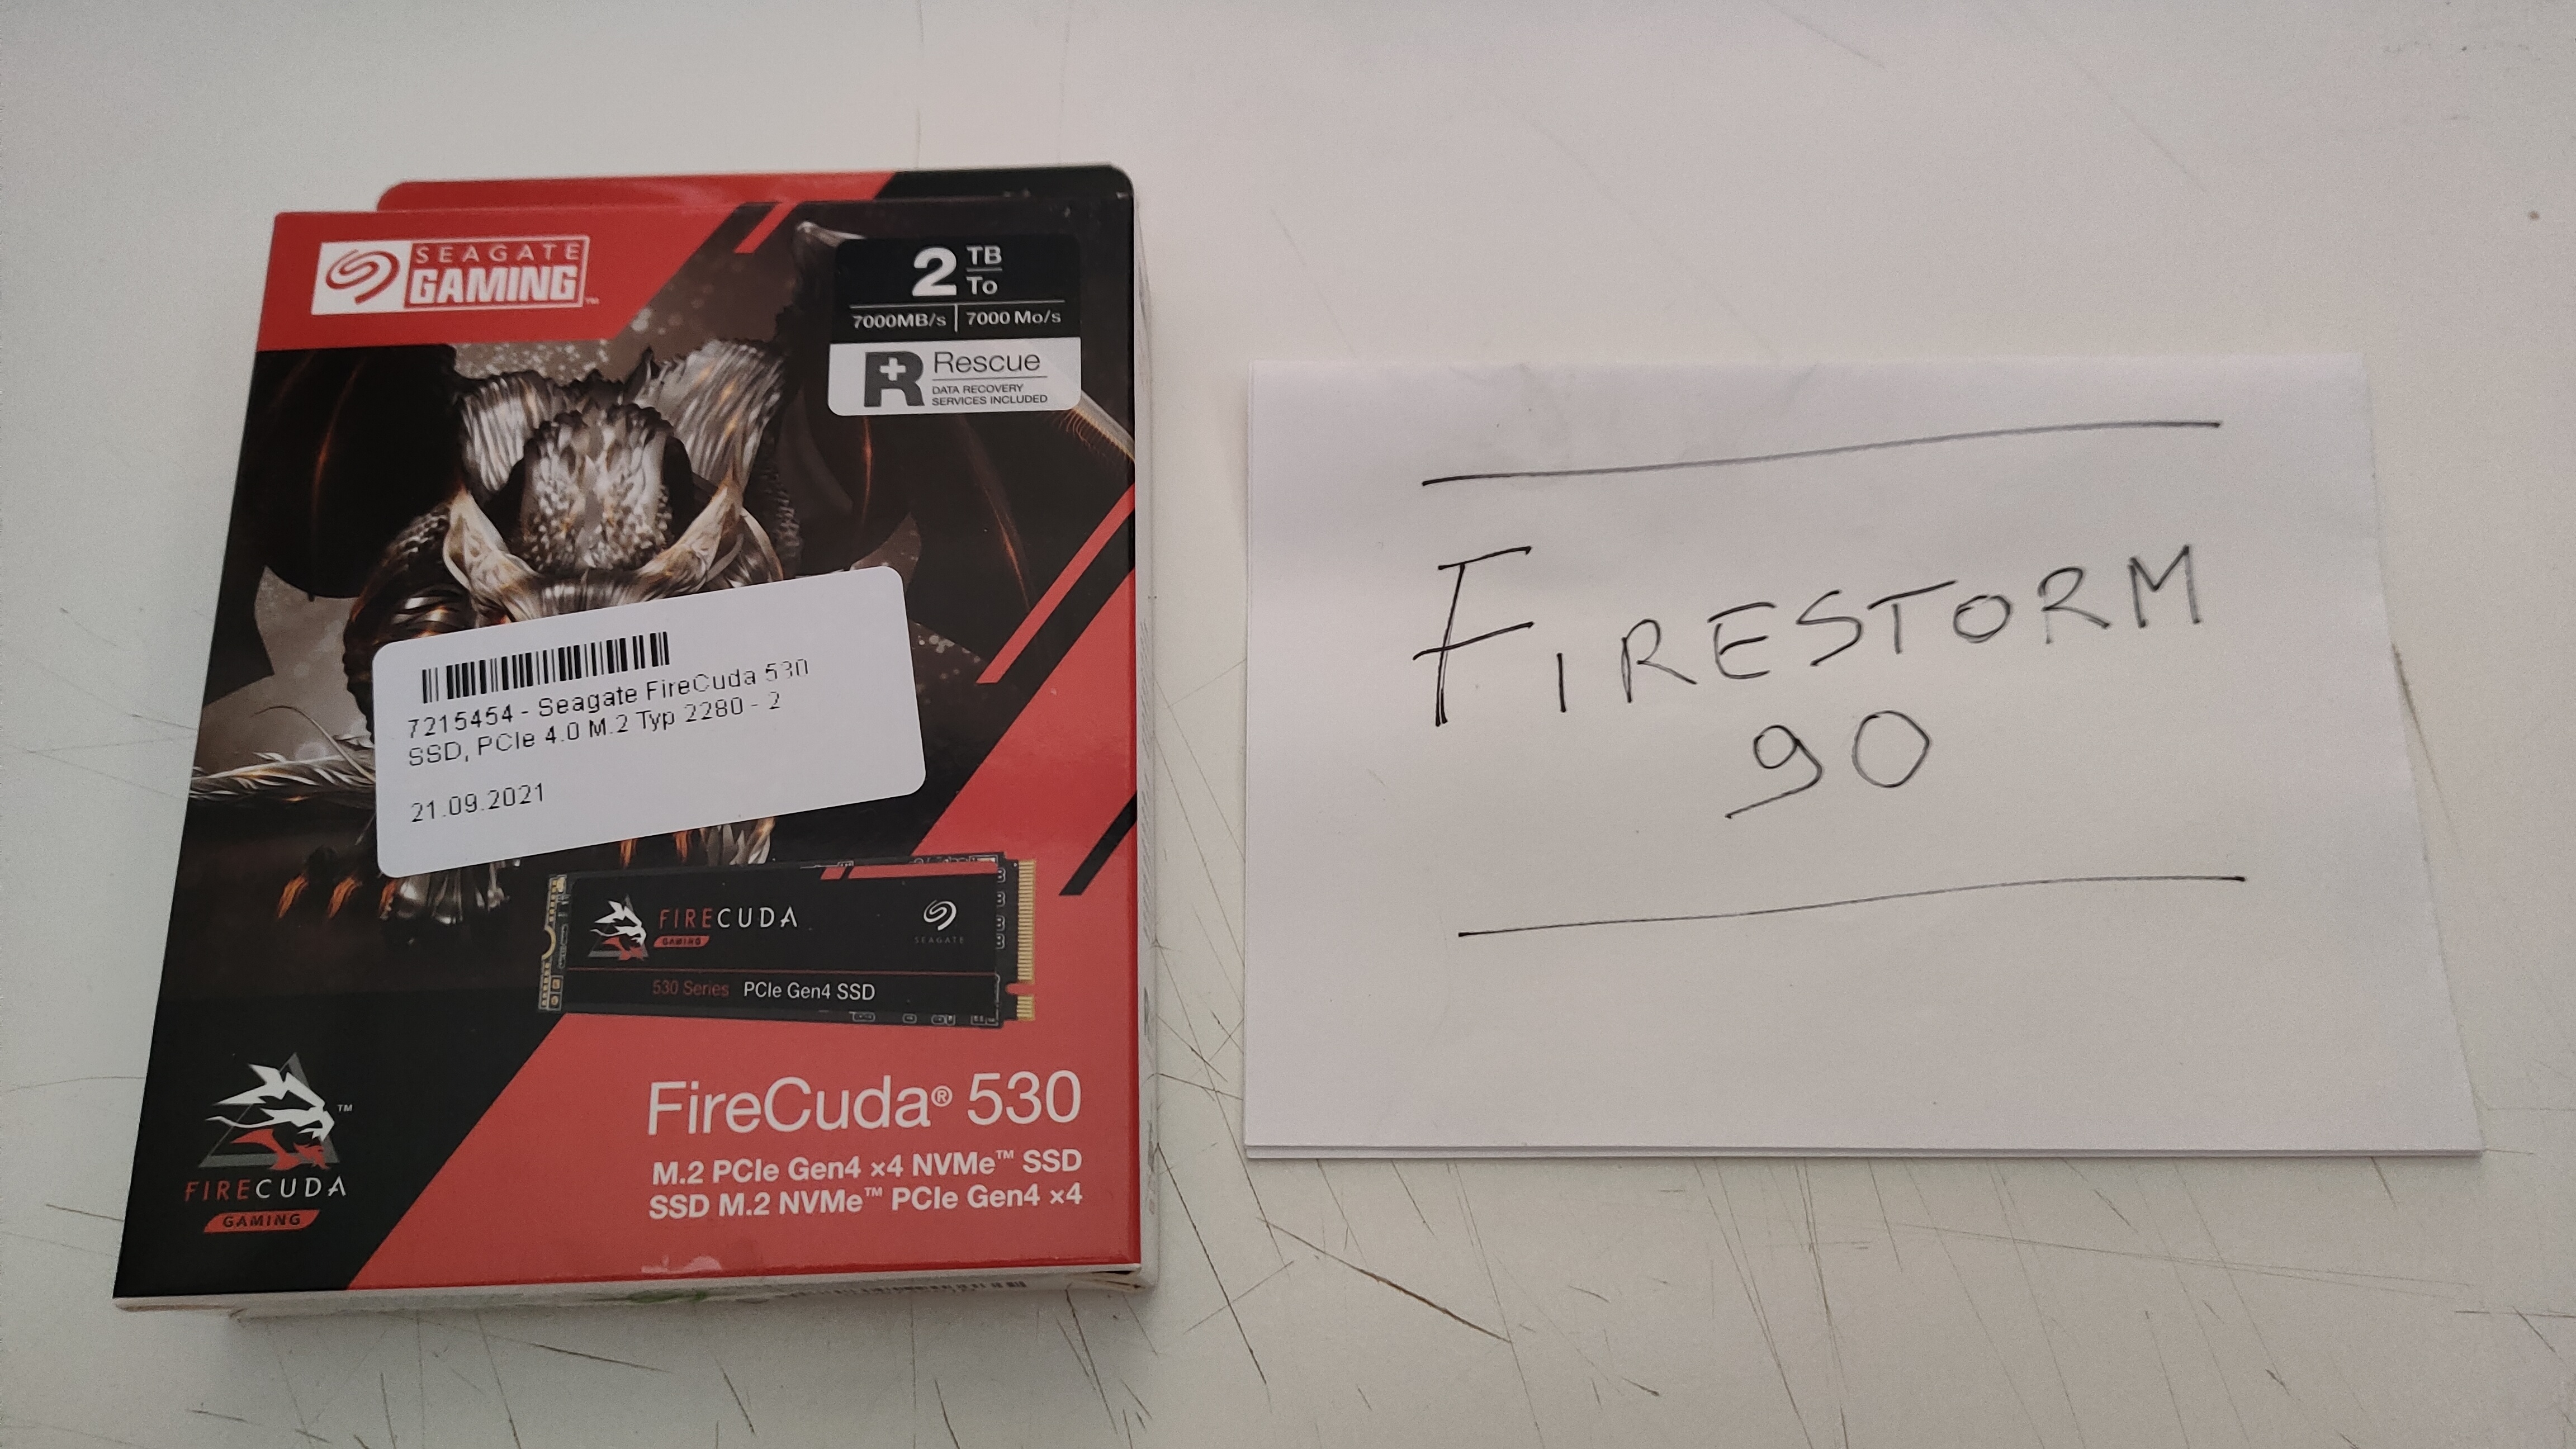 SEAGATE
GAMING™
2 TB
To
7000MB/s | 7000 Mo/s
Rescue
DATA RECOVERY
SERVICES INCLUDED
7215454 - Seagate FireCuda 530
SSD, PCIe 4.0 M.2 Typ 2280 - 2
21.09.2021
FIRECUDA
GAMING
SEAGATE
530 Series PCIe Gen4 SSD
FireCuda® 530
M.2 PCIe Gen4 ×4 NVMe™ SSD
SSD M.2 NVMe™ PCIe Gen4 ×4
™
FIRECUDA
GAMING
FIRESTORM
90